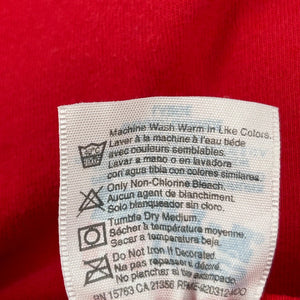 Machine Wash Warm in Like Colors.
Laver à la machine à l'eau tiède
avec couleurs semblables.
Lavar a mano o en lavadora
con agua tibia con colores similares
Only Non-Chlorine Bleach.
Aucun agent de blanchiment.
Solo blanqueador sin cloro.
Tumble Dry Medium.
Sécher à température moyenne.
Secar a temperatura baja.
Do Not Iron If Decorated.
Na pas repasser si décoré
No planchar si se estampado.
RN 15763 CA 21356